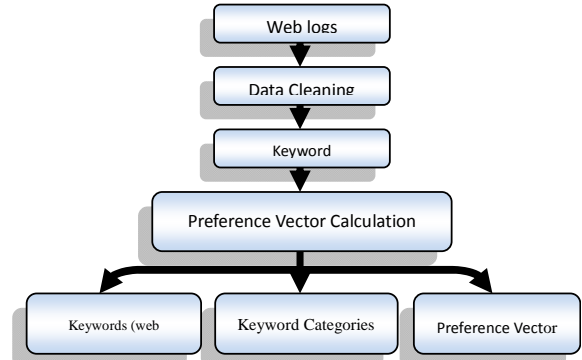 Web logs
Data Cleaning
Keyword
Preference Vector Calculation
Keywords (web
Keyword Categories
Preference Vector